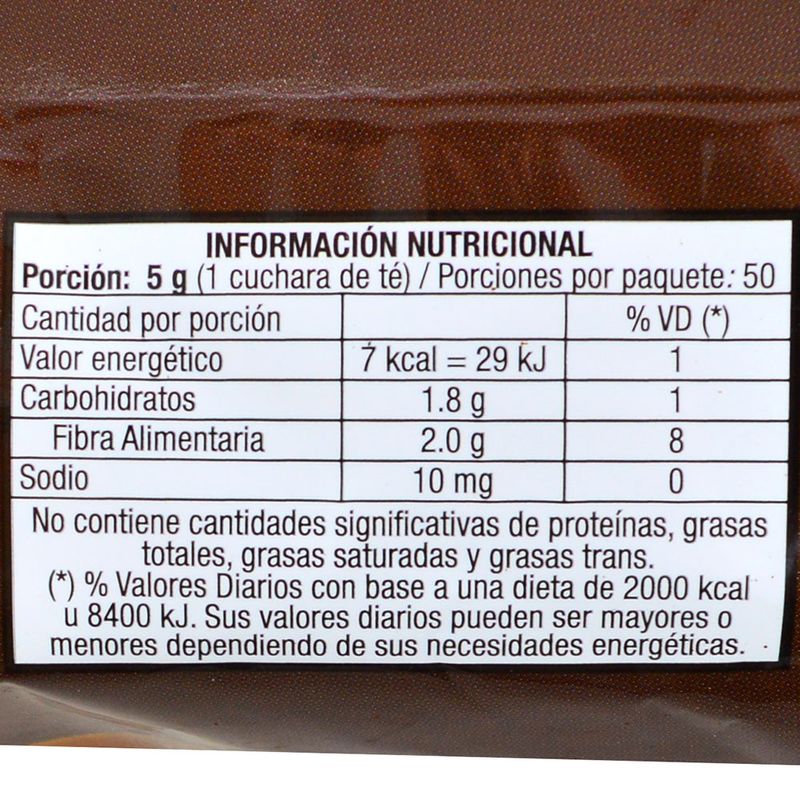 INFORMACIÓN NUTRICIONAL
Porción: 5 g (1 cuchara de té) / Porciones por paquete: 50
Cantidad por porción % VD (*)
Valor energético 7 kcal = 29 kJ 1
Carbohidratos 1.8 g 1
Fibra Alimentaria 2.0 g 8
Sodio 10 mg 0
No contiene cantidades significativas de proteínas, grasas
totales, grasas saturadas y grasas trans.
(*) % Valores Diarios con base a una dieta de 2000 kcal
u 8400 kJ. Sus valores diarios pueden ser mayores o
menores dependiendo de sus necesidades energéticas.